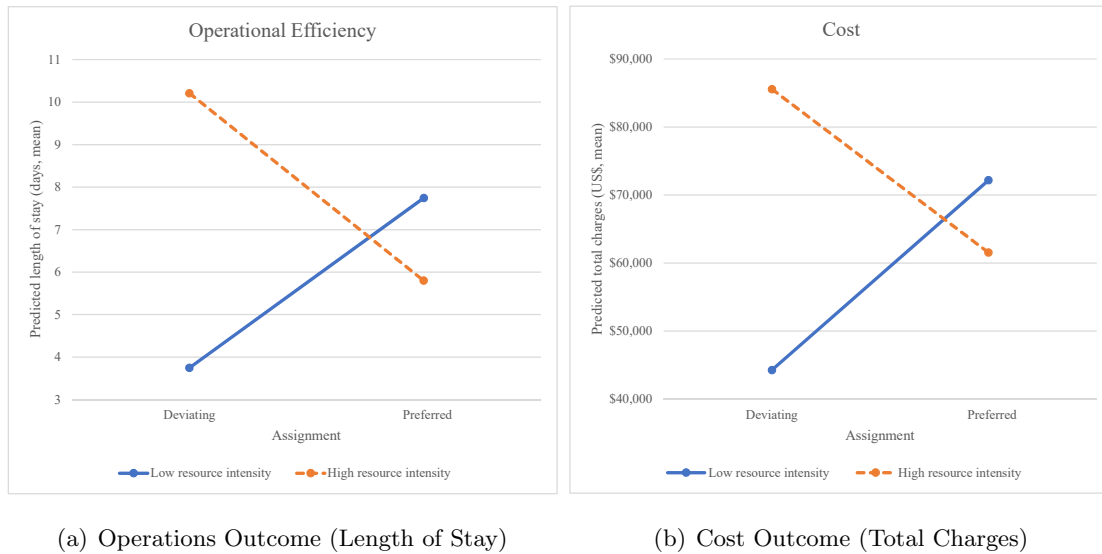 Operational Efficiency
Predicted length of stay (days, mean)
11
10
9
8
7
6
5
4
3
Deviating
Preferred
Assignment
Low resource intensity
High resource intensity
(a) Operations Outcome (Length of Stay)
Cost
Predicted total charges (US$, mean)
$90,000
$80,000
$70,000
$60,000
$50,000
$40,000
Deviating
Preferred
Assignment
Low resource intensity
High resource intensity
(b) Cost Outcome (Total Charges)